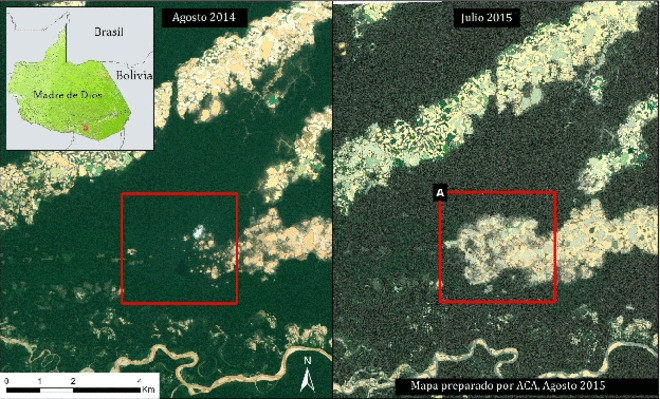 Agosto 2014
Julio 2015
Brasil
Bolivia
Madre de Dios
A
N
0 1 2 4
Km
Mapa preparado por ACA, Agosto 2015